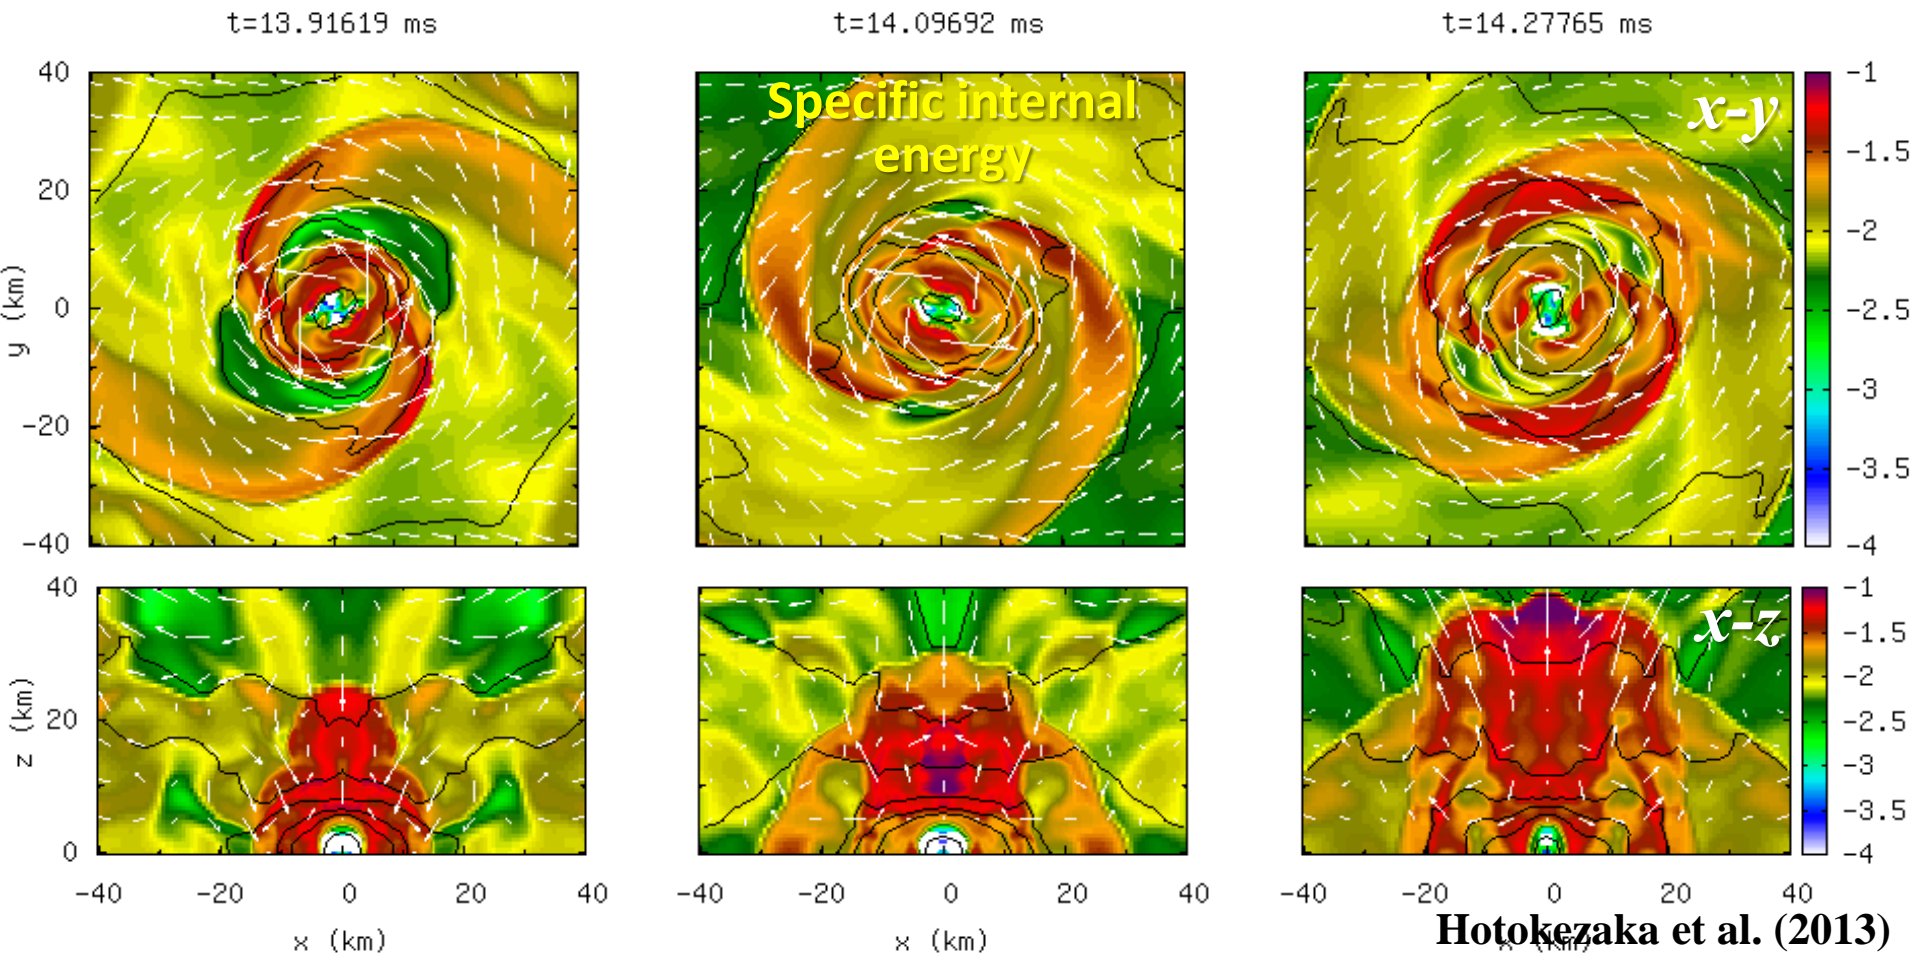 t=13.91619 ms
t=14.09692 ms
t=14.27765 ms
40
20
0
−20
−40
y (km)
Specific internal
energy
x-y
−1
−1.5
−2
−2.5
−3
−3.5
−4
40
20
0
z (km)
x-z
−1
−1.5
−2
−2.5
−3
−3.5
−4
−40 −20 0 20 40
−40 −20 0 20 40
−40 −20 0 20 40
x (km)
x (km)
x (km)
Hotokezaka et al. (2013)